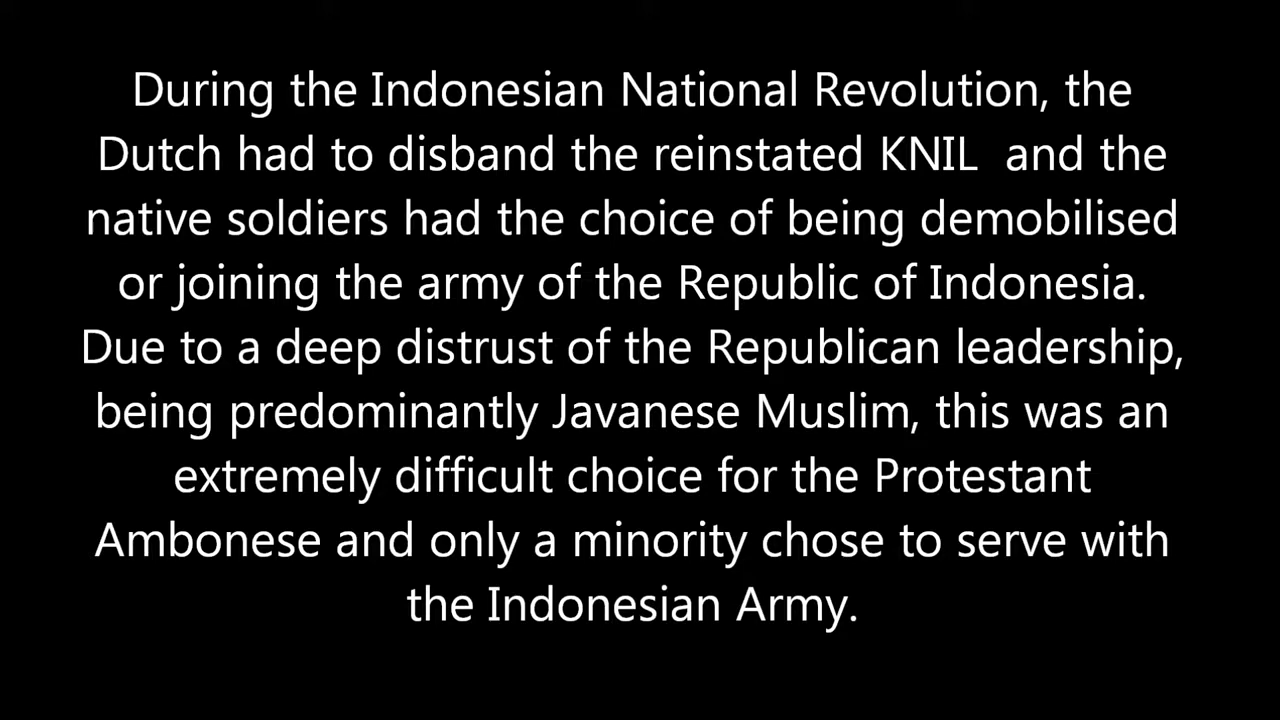 During the Indonesian National Revolution, the
Dutch had to disband the reinstated KNIL  and the
native soldiers had the choice of being demobilised
or joining the army of the Republic of Indonesia.
Due to a deep distrust of the Republican leadership,
being predominantly Javanese Muslim, this was an
extremely difficult choice for the Protestant
Ambonese and only a minority chose to serve with
the Indonesian Army.